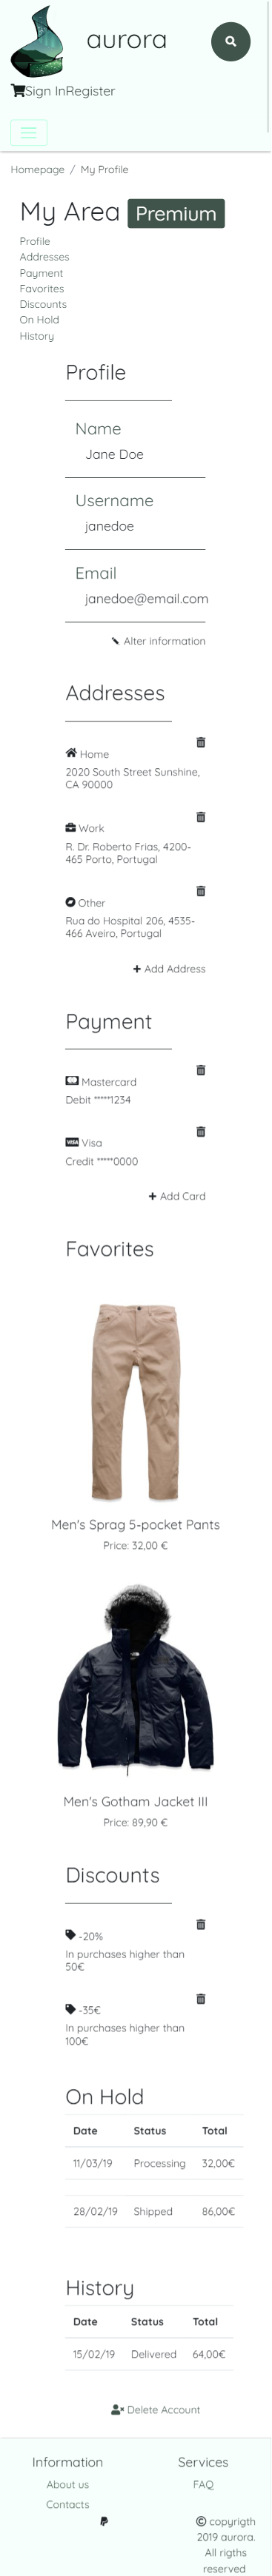 aurora
Sign InRegister
Homepage / My Profile
My Area Premium
Profile
Addresses
Payment
Favorites
Discounts
On Hold
History
Profile
Name
Jane Doe
Username
janedoe
Email
janedoe@email.com
Alter information
Addresses
Home
2020 South Street Sunshine,
CA 90000
Work
R. Dr. Roberto Frias, 4200-
465 Porto, Portugal
Other
Rua do Hospital 206, 4535-
466 Aveiro, Portugal
+ Add Address
Payment
Mastercard
Debit *****1234
VISA Visa
Credit *****0000
+ Add Card
Favorites
Men's Sprag 5-pocket Pants
Price: 32,00 €
Men's Gotham Jacket III
Price: 89,90 €
Discounts
-20%
In purchases higher than
50€
-35€
In purchases higher than
100€
On Hold
Date Status Total
11/03/19 Processing 32,00€
28/02/19 Shipped 86,00€
History
Date Status Total
15/02/19 Delivered 64,00€
Delete Account
Information Services
About us FAQ
Contacts
© copyrigth
2019 aurora.
All rigths
reserved